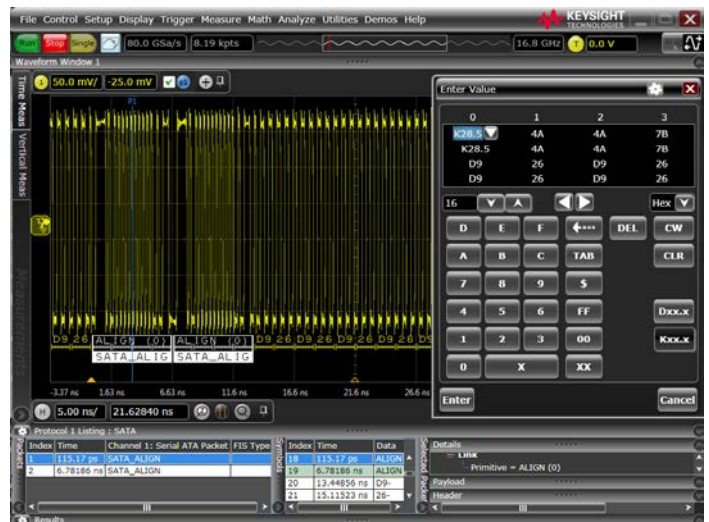 File Control Setup Display Trigger Measure Math Analyze Utilities Demos Help
KEYSIGHT
TECHNOLOGIES
Run Stop Single 80.0 GSa/s 8.19 kpts 16.8 GHz T 0.0 V
Waveform Window 1
Time Meas
Vertical Meas
Measurements
1 50.0 mV/ -25.0 mV
P1
D9 26 ALIGN (0) ALIGN (0) D9 26 D9 26 D9 26 D9 26 D9 26
SATA_ALIG SATA_ALIG
-3.37 ns 1.63 ns 6.63 ns 11.6 ns 16.6 ns 21.6 ns 26.6 ns
H 5.00 ns/ 21.62840 ns
Enter Value
0 1 2 3
K28.5 4A 4A 7B
K28.5 4A 4A 7B
D9 26 D9 26
D9 26 D9 26
16 Hex
D E F DEL CW
A B C TAB CLR
7 8 9 $
4 5 6 FF Dxx.x
1 2 3 00 Kxx.x
0 X XX
Enter Cancel
Protocol 1 Listing : SATA
Packets
Index Time Channel 1: Serial ATA Packet FIS Type
1 115.17 ps SATA_ALIGN
2 6.78186 ns SATA_ALIGN
Symbols
Index Time Data
18 115.17 ps ALIGN
19 6.78186 ns ALIGN
20 13.44856 ns D9-
21 15.11523 ns 26-
Selected Packet
Details
Link
Primitive = ALIGN (0)
Payload
Header
Results